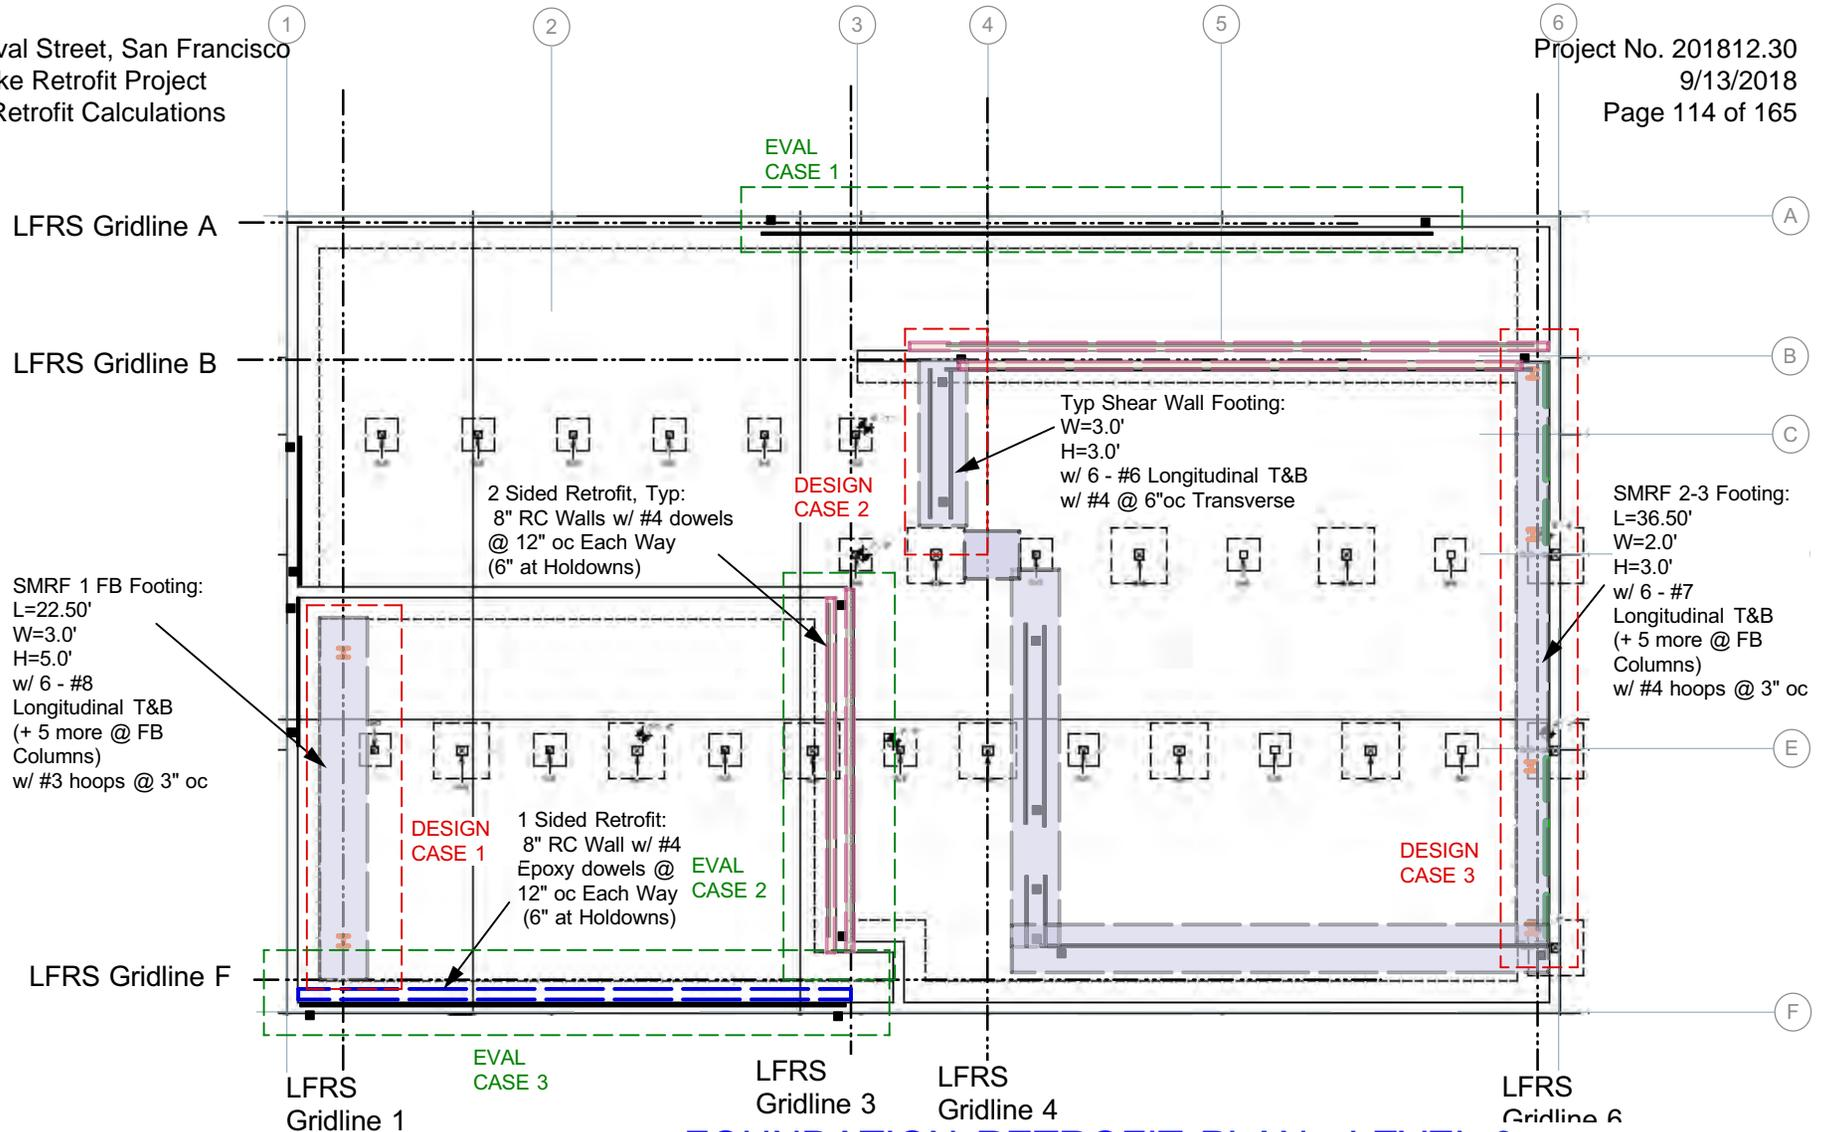 1
2
3
4
5
6
val Street, San Francisco
ke Retrofit Project
Retrofit Calculations
Project No. 201812.30
9/13/2018
Page 114 of 165
EVAL
CASE 1
LFRS Gridline A
A
LFRS Gridline B
B
Typ Shear Wall Footing:
W=3.0'
H=3.0'
w/ 6 - #6 Longitudinal T&B
w/ #4 @ 6"oc Transverse
C
DESIGN
CASE 2
2 Sided Retrofit, Typ:
8" RC Walls w/ #4 dowels
@ 12" oc Each Way
(6" at Holdowns)
SMRF 2-3 Footing:
L=36.50'
W=2.0'
H=3.0'
w/ 6 - #7
Longitudinal T&B
(+ 5 more @ FB
Columns)
w/ #4 hoops @ 3" oc
SMRF 1 FB Footing:
L=22.50'
W=3.0'
H=5.0'
w/ 6 - #8
Longitudinal T&B
(+ 5 more @ FB
Columns)
w/ #3 hoops @ 3" oc
E
DESIGN
CASE 1
1 Sided Retrofit:
8" RC Wall w/ #4
Epoxy dowels @
12" oc Each Way
(6" at Holdowns)
EVAL
CASE 2
DESIGN
CASE 3
LFRS Gridline F
F
EVAL
CASE 3
LFRS
Gridline 1
LFRS
Gridline 3
LFRS
Gridline 4
LFRS
Gridline 6
FOUNDATION RETROFIT PLAN - LEVEL